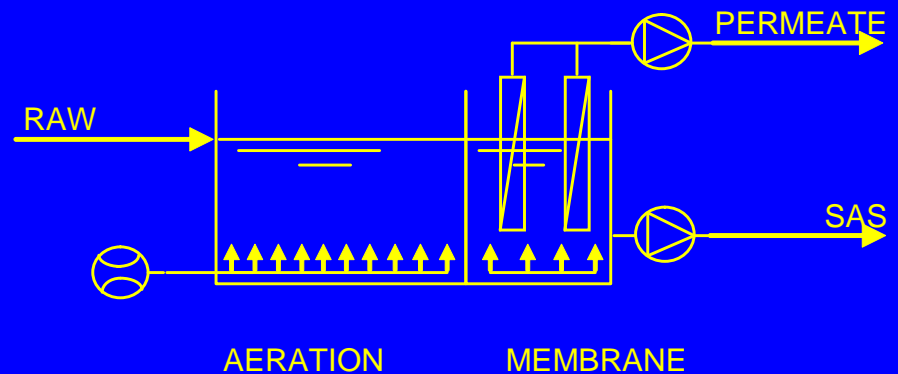 PERMEATE
RAW
SAS
AERATION
MEMBRANE